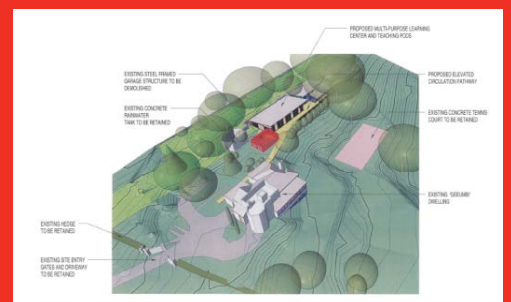 PROPOSED MULTI-PURPOSE LEARNING
CENTER AND TEACHING PODS
EXISTING STEEL FRAMED
GARAGE STRUCTURE TO BE
DEMOLISHED
PROPOSED ELEVATED
CIRCULATION PATHWAY
EXISTING CONCRETE
RAINWATER
TANK TO BE RETAINED
EXISTING CONCRETE TENNIS
COURT TO BE RETAINED
EXISTING
DWELLING
EXISTING HEDGE
TO BE RETAINED
EXISTING SITE ENTRY
GATES AND DRIVEWAY
TO BE RETAINED